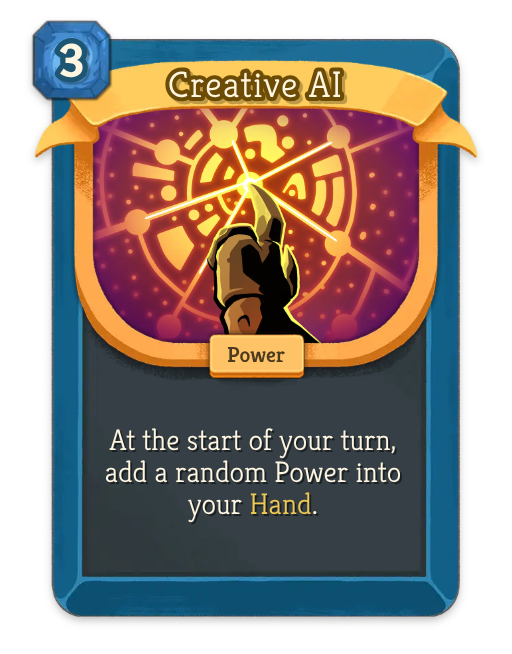 3
Creative AI
Power
At the start of your turn,
add a random Power into
your Hand.